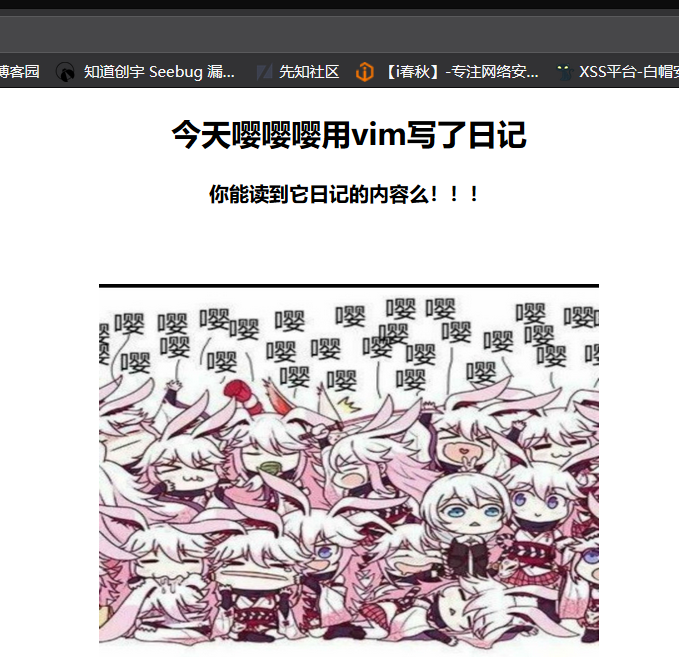 博客园 知道创宇 Seebug 漏... 先知社区 【i春秋】-专注网络安... XSS平台-白帽安
今天嘤嘤嘤用vim写了日记
你能读到它日记的内容么！！！
嘤 嘤 嘤 嘤 嘤 嘤 嘤 嘤 嘤 嘤
嘤 嘤 嘤 嘤 嘤 嘤
嘤 嘤 嘤 嘤 嘤 嘤 嘤 嘤
嘤 嘤 嘤 嘤